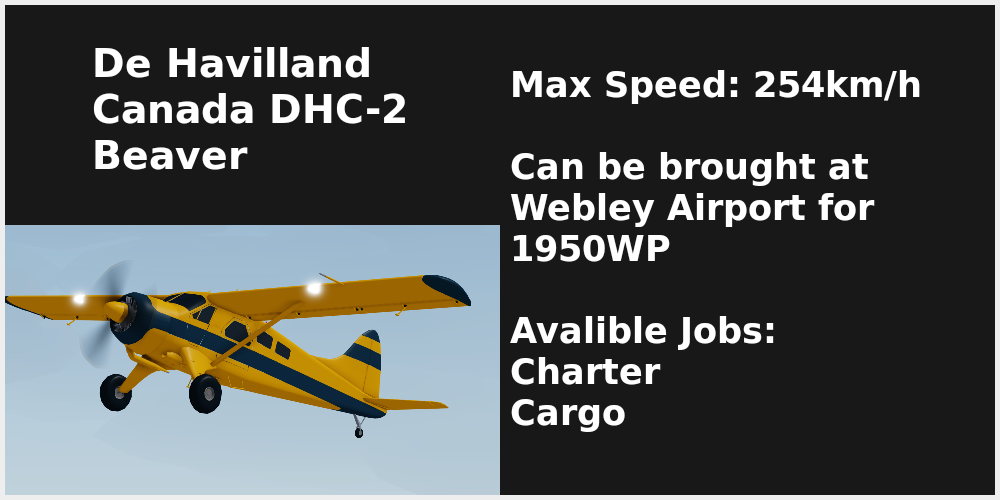 De Havilland
Canada DHC-2
Beaver
Max Speed: 254km/h
Can be brought at
Webley Airport for
1950WP
Avalible Jobs:
Charter
Cargo